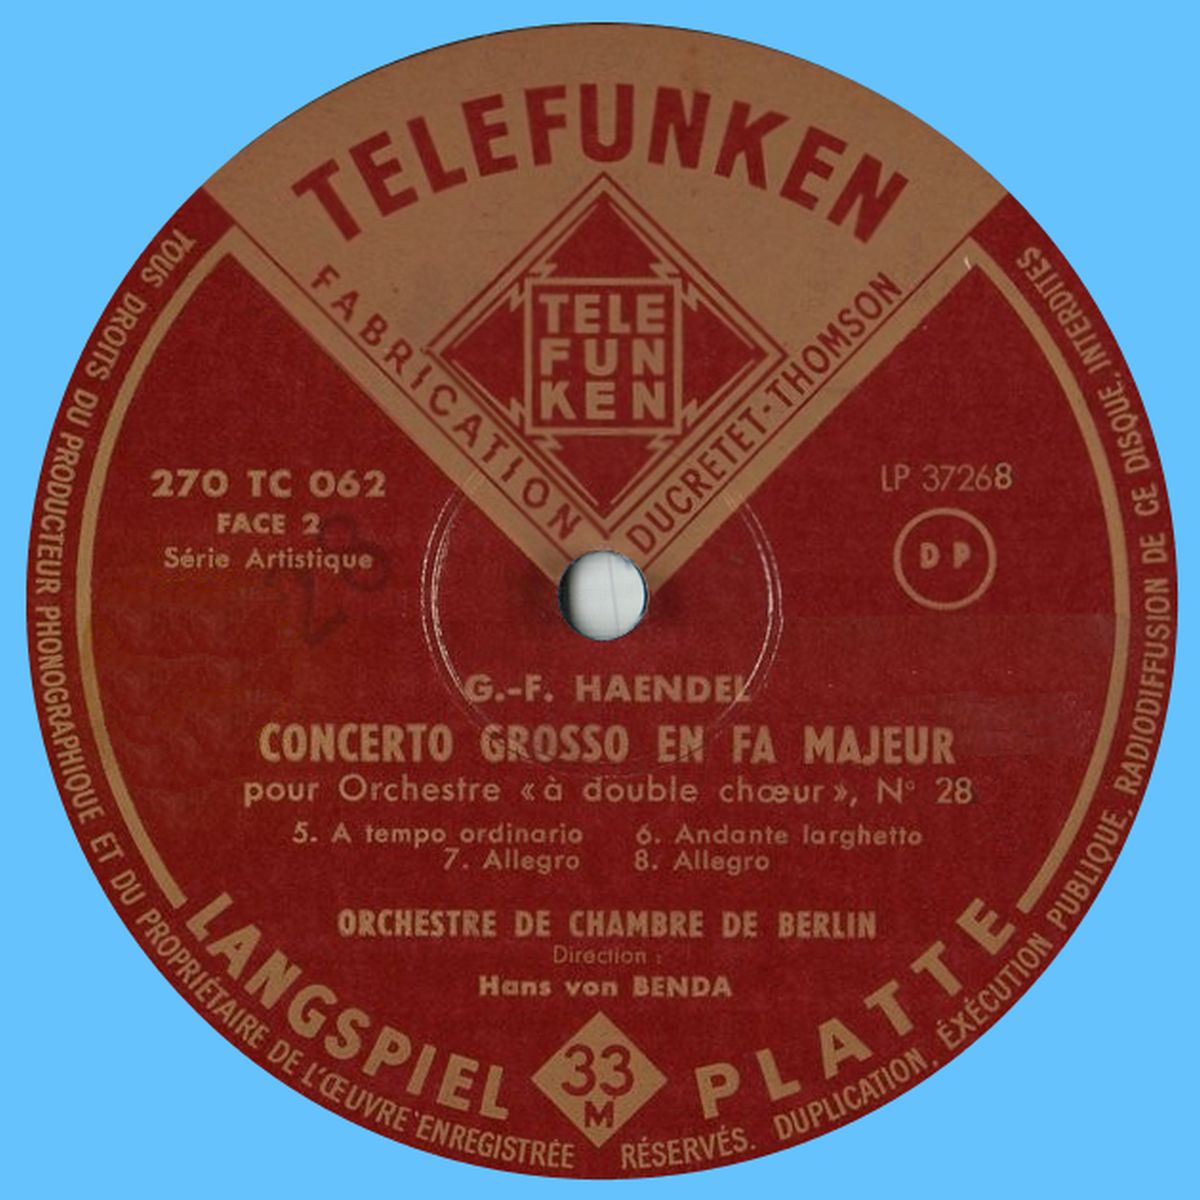 TELEFUNKEN
FABRICATION DUCRETET-THOMSON
TELE
FUN
KEN
270 TC 062
FACE 2
Série Artistique
LP 37268
D P
G.-F. HAENDEL
CONCERTO GROSSO EN FA MAJEUR
pour Orchestre «à double chœur», N° 28
5. A tempo ordinario 6. Andante larghetto
7. Allegro 8. Allegro
ORCHESTRE DE CHAMBRE DE BERLIN
Direction :
Hans von BENDA
LANGSPIEL PLATTE
33
M
TOUS DROITS DU PRODUCTEUR PHONOGRAPHIQUE ET DU PROPRIÉTAIRE DE L'ŒUVRE ENREGISTRÉE RÉSERVÉS. DUPLICATION, ÉXÉCUTION PUBLIQUE, RADIODIFFUSION DE CE DISQUE, INTERDITES